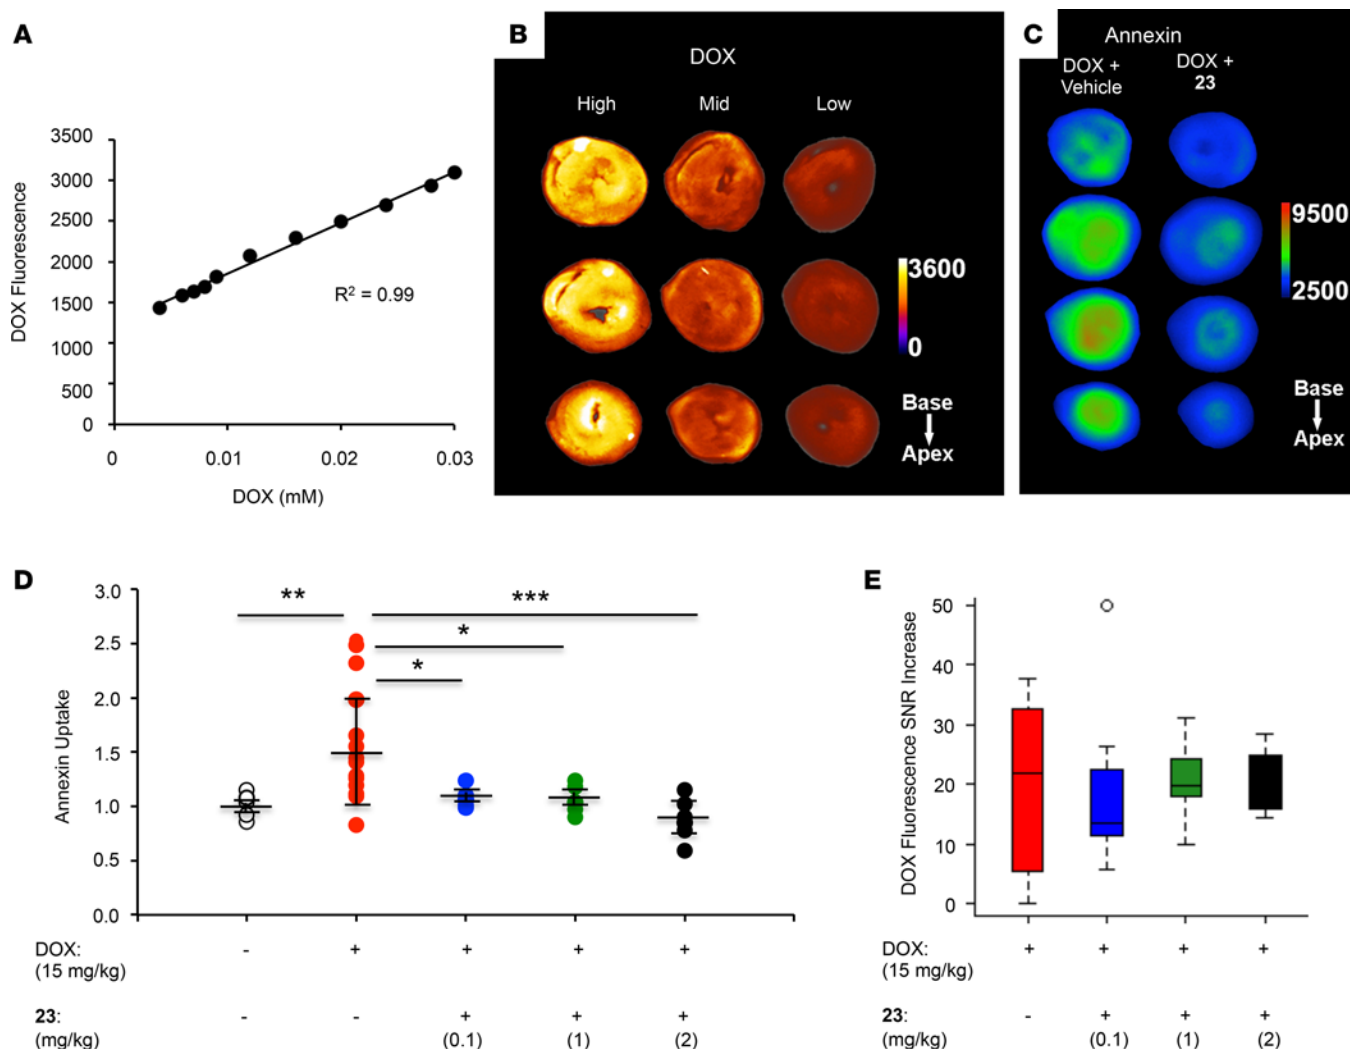 A
3500
3000
2500
2000
1500
1000
500
0
DOX Fluorescence
R² = 0.99
0
0.01
0.02
0.03
DOX (mM)
B
DOX
High
Mid
Low
3600
0
Base
Apex
C
Annexin
DOX +
Vehicle
DOX +
23
9500
2500
Base
Apex
D
3.0
2.5
2.0
1.5
1.0
0.5
0.0
Annexin Uptake
**
***
*
*
DOX: - + + + +
(15 mg/kg)
23: - - + + +
(mg/kg) (0.1) (1) (2)
E
50
40
30
20
10
0
DOX Fluorescence SNR Increase
DOX: + + + +
(15 mg/kg)
23: - + + +
(mg/kg) (0.1) (1) (2)